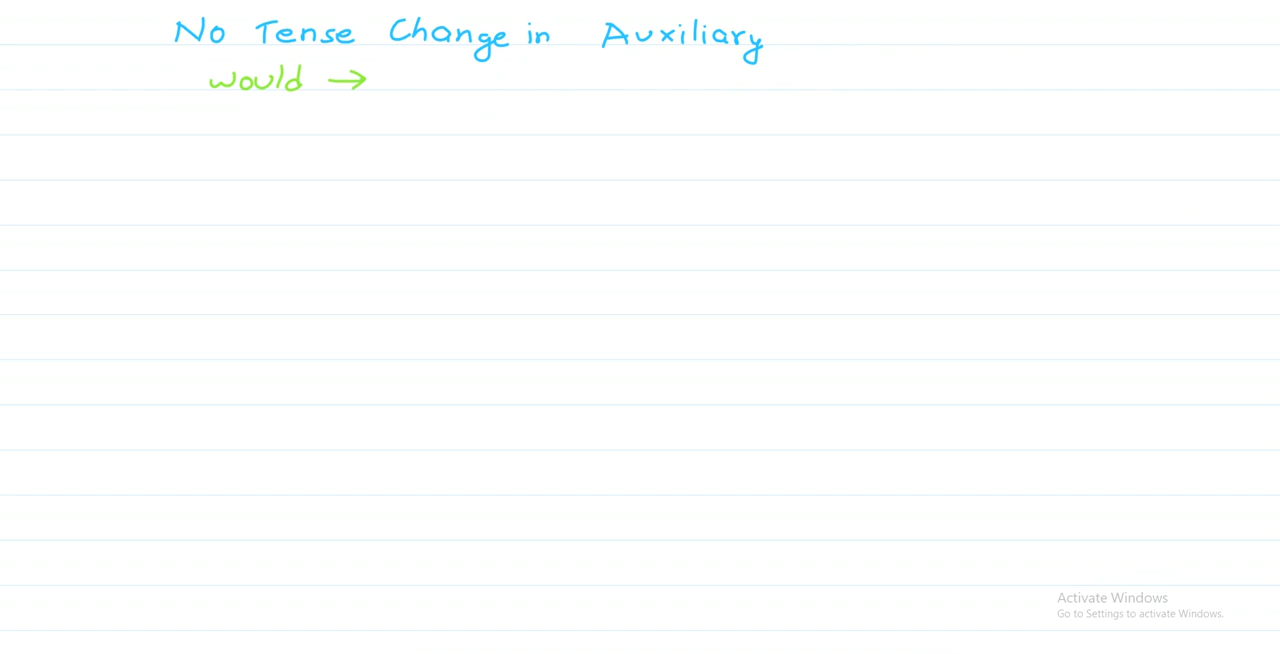 No Tense Change in Auxiliary
would →
Activate Windows
Go to Settings to activate Windows.